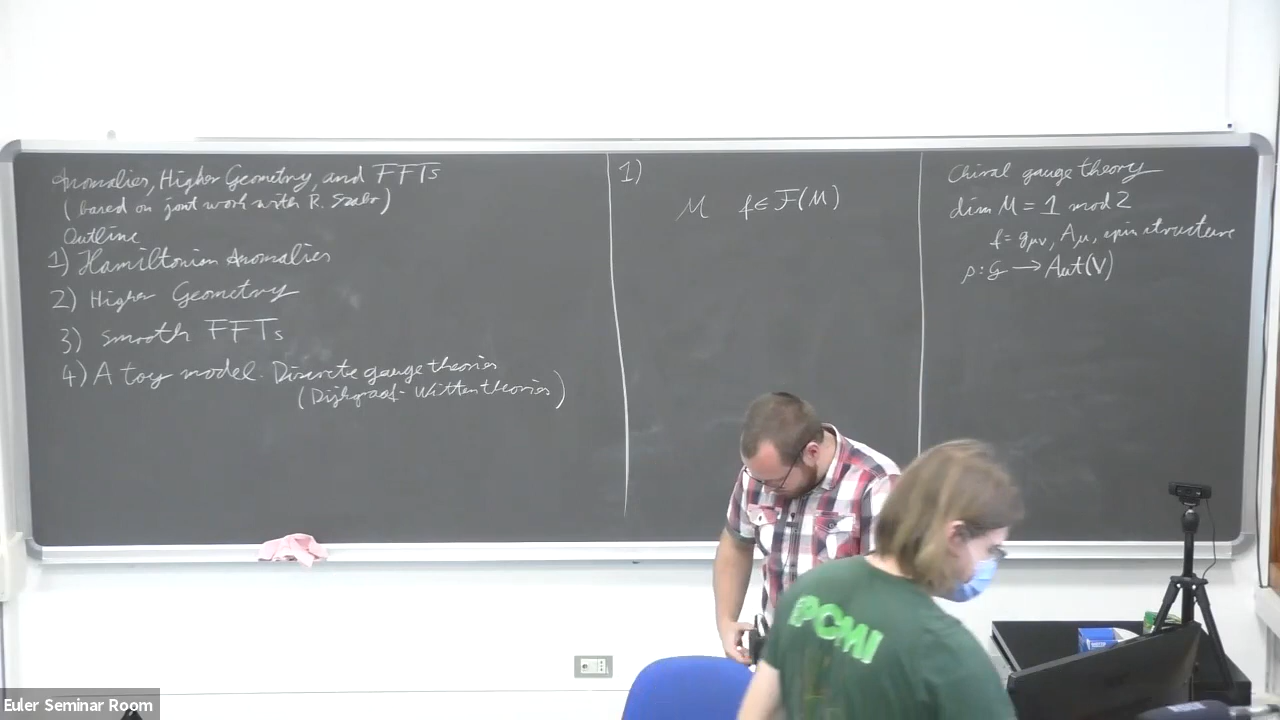 Anomalies, Higher Geometry, and FFTs
(based on joint work with R. Szabo)
Outline
1) Hamiltonian Anomalies
2) Higher Geometry
3) Smooth FFTs
4) A toy model. Discrete gauge theories
(Dijkgraaf-Witten theories)
1)
M f ∈ F(M)
Chiral gauge theory
dim M = 1 mod 2
f = gμν, Aμ, spin structure
ρ: G → Aut(V)
PCMI
Euler Seminar Room